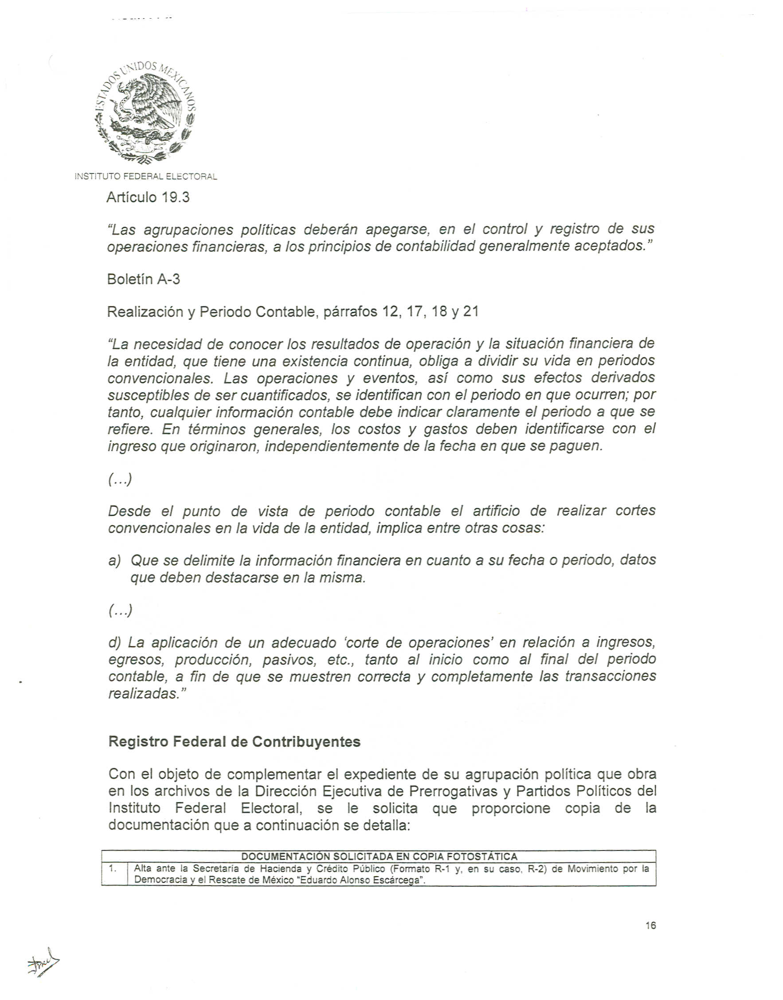 ESTADOS UNIDOS MEXICANOS
INSTITUTO FEDERAL ELECTORAL
Artículo 19.3
“Las agrupaciones políticas deberán apegarse, en el control y registro de sus
operaciones financieras, a los principios de contabilidad generalmente aceptados.”
Boletín A-3
Realización y Periodo Contable, párrafos 12, 17, 18 y 21
“La necesidad de conocer los resultados de operación y la situación financiera de
la entidad, que tiene una existencia continua, obliga a dividir su vida en periodos
convencionales. Las operaciones y eventos, así como sus efectos derivados
susceptibles de ser cuantificados, se identifican con el periodo en que ocurren; por
tanto, cualquier información contable debe indicar claramente el periodo a que se
refiere. En términos generales, los costos y gastos deben identificarse con el
ingreso que originaron, independientemente de la fecha en que se paguen.
(...)
Desde el punto de vista de periodo contable el artificio de realizar cortes
convencionales en la vida de la entidad, implica entre otras cosas:
a) Que se delimite la información financiera en cuanto a su fecha o periodo, datos
que deben destacarse en la misma.
(...)
d) La aplicación de un adecuado ‘corte de operaciones’ en relación a ingresos,
egresos, producción, pasivos, etc., tanto al inicio como al final del periodo
contable, a fin de que se muestren correcta y completamente las transacciones
realizadas.”
Registro Federal de Contribuyentes
Con el objeto de complementar el expediente de su agrupación política que obra
en los archivos de la Dirección Ejecutiva de Prerrogativas y Partidos Políticos del
Instituto Federal Electoral, se le solicita que proporcione copia de la
documentación que a continuación se detalla:
DOCUMENTACIÓN SOLICITADA EN COPIA FOTOSTÁTICA
1. Alta ante la Secretaría de Hacienda y Crédito Público (Formato R-1 y, en su caso, R-2) de Movimiento por la
Democracia y el Rescate de México “Eduardo Alonso Escárcega”.
16